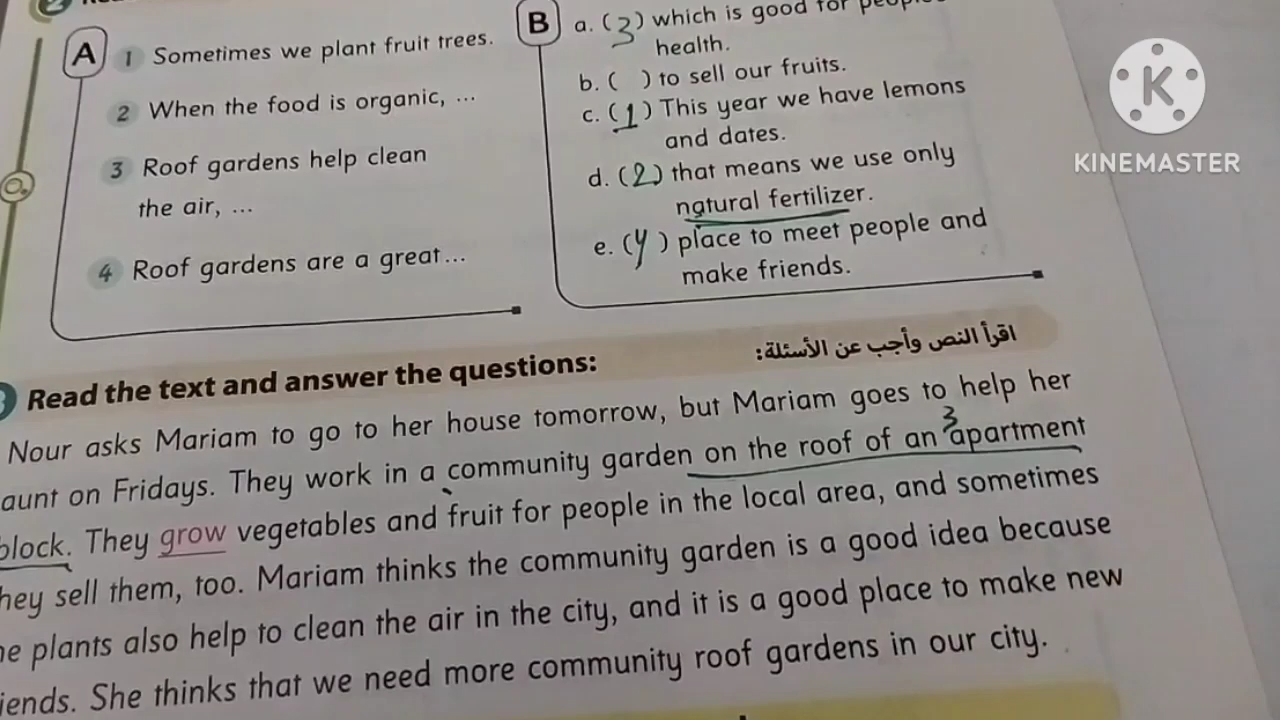 A
1 Sometimes we plant fruit trees.
2 When the food is organic, ...
3 Roof gardens help clean
the air, ...
4 Roof gardens are a great...
B
a. (3) which is good for
health.
b. ( ) to sell our fruits.
c. (1) This year we have lemons
and dates.
d. (2) that means we use only
natural fertilizer.
e. (4) place to meet people and
make friends.
K
KINEMASTER
Read the text and answer the questions:
اقرأ النص وأجب عن الأسئلة:
Nour asks Mariam to go to her house tomorrow, but Mariam goes to help her
3
aunt on Fridays. They work in a community garden on the roof of an apartment
block. They grow vegetables and fruit for people in the local area, and sometimes
hey sell them, too. Mariam thinks the community garden is a good idea because
he plants also help to clean the air in the city, and it is a good place to make new
iends. She thinks that we need more community roof gardens in our city.